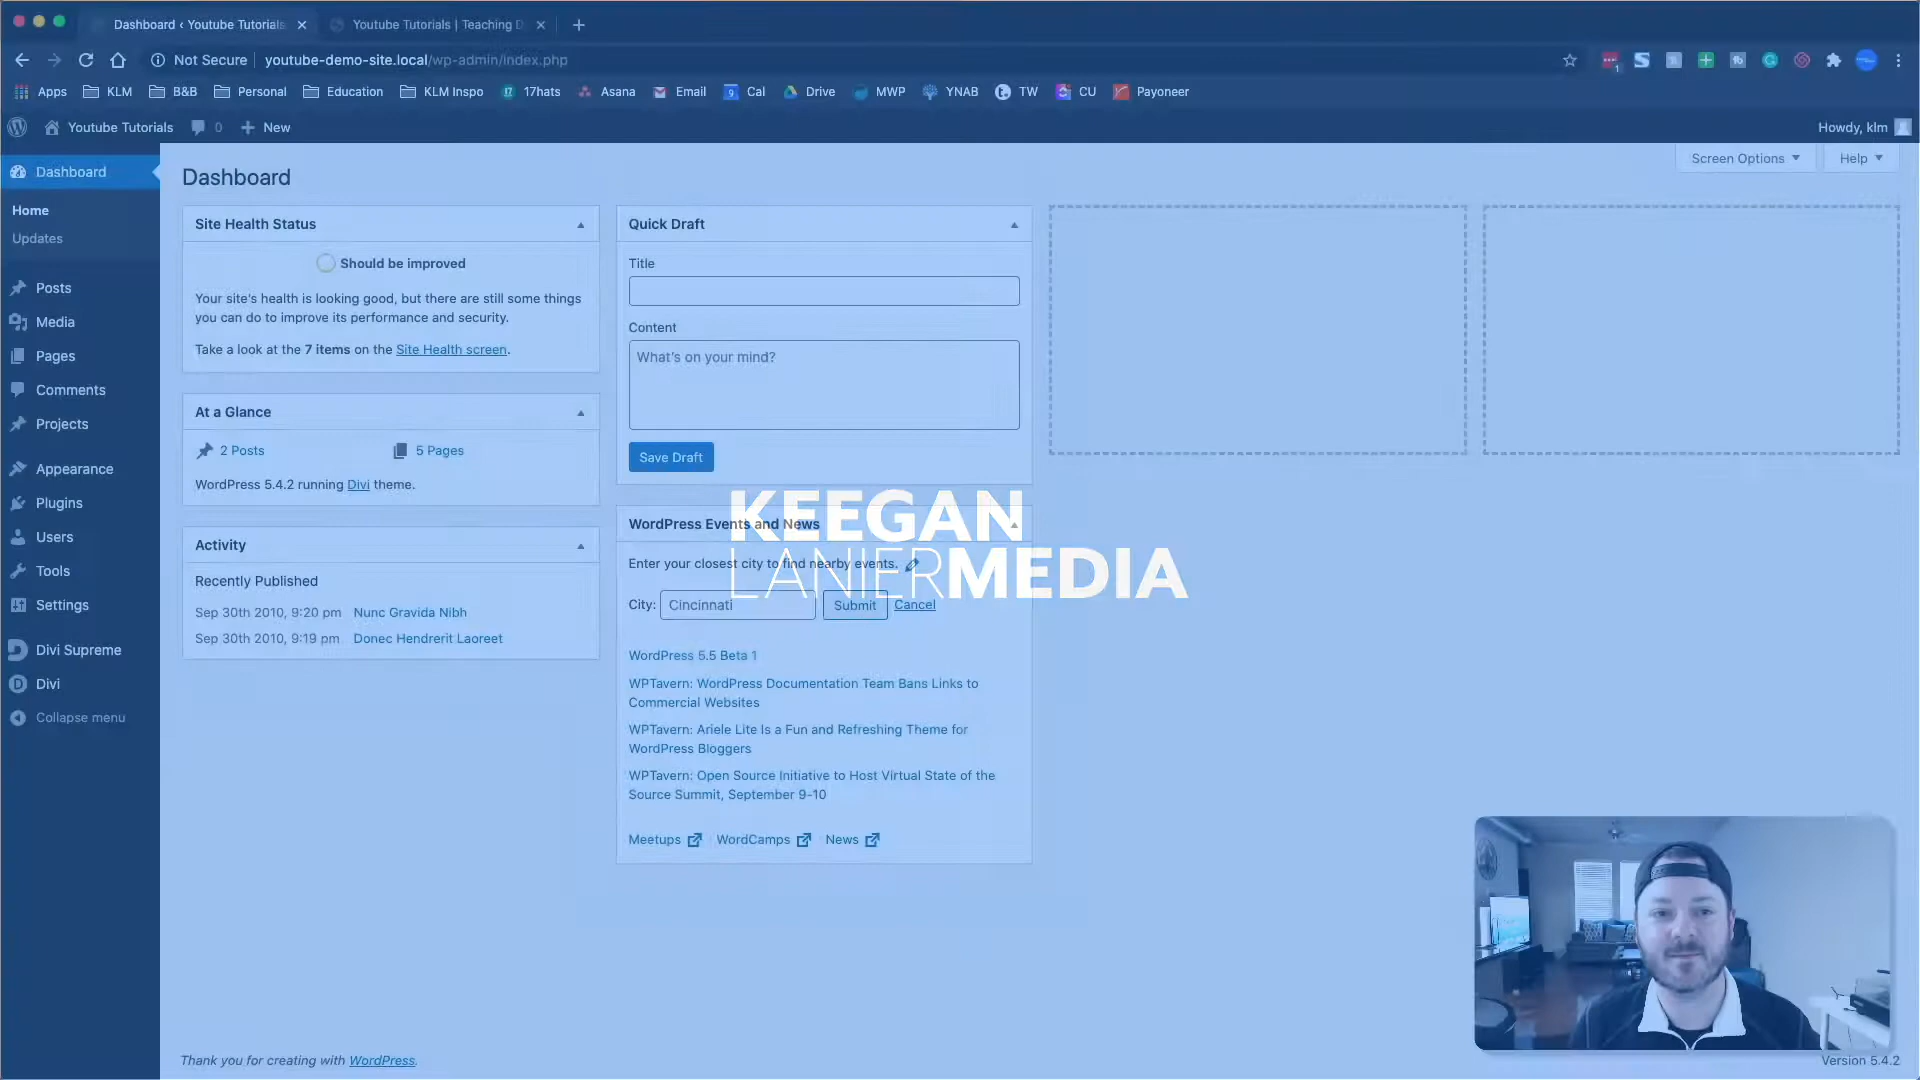 Dashboard ‹ Youtube Tutorials
Youtube Tutorials | Teaching D
Not Secure youtube-demo-site.local/wp-admin/index.php
Apps KLM B&B Personal Education KLM Inspo 17hats Asana Email Cal Drive MWP YNAB TW CU Payoneer
Youtube Tutorials 0 New Howdy, klm
Screen Options Help
Dashboard
Home
Updates
Posts
Media
Pages
Comments
Projects
Appearance
Plugins
Users
Tools
Settings
Divi Supreme
Divi
Collapse menu
Dashboard
Site Health Status
Should be improved
Your site's health is looking good, but there are still some things
you can do to improve its performance and security.
Take a look at the 7 items on the Site Health screen.
At a Glance
2 Posts 5 Pages
WordPress 5.4.2 running Divi theme.
Activity
Recently Published
Sep 30th 2010, 9:20 pm Nunc Gravida Nibh
Sep 30th 2010, 9:19 pm Donec Hendrerit Laoreet
Quick Draft
Title
Content
What's on your mind?
Save Draft
WordPress Events and News
Enter your closest city to find nearby events.
City: Cincinnati Submit Cancel
WordPress 5.5 Beta 1
WPTavern: WordPress Documentation Team Bans Links to
Commercial Websites
WPTavern: Ariele Lite Is a Fun and Refreshing Theme for
WordPress Bloggers
WPTavern: Open Source Initiative to Host Virtual State of the
Source Summit, September 9-10
Meetups WordCamps News
KEEGAN
LANIERMEDIA
Thank you for creating with WordPress.
Version 5.4.2